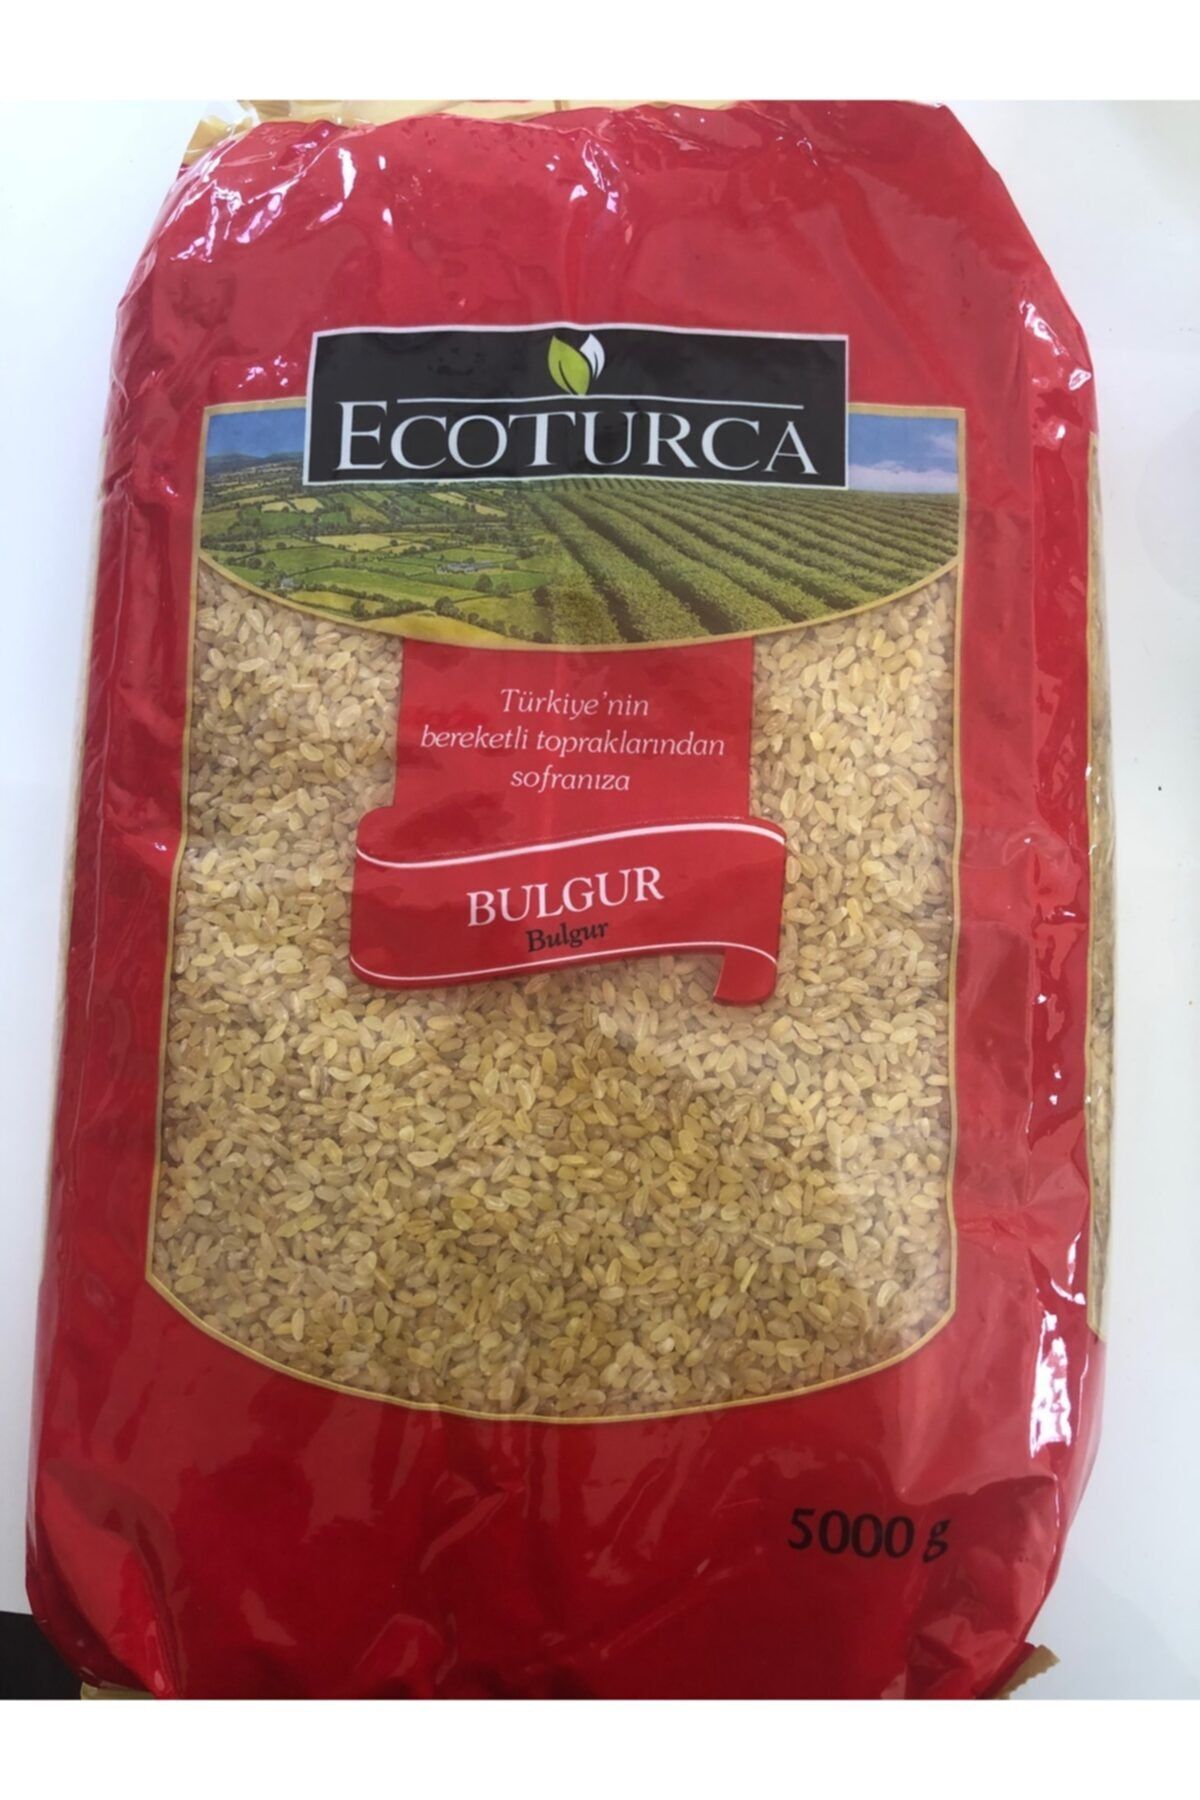 ECOTURCA
Türkiye'nin
bereketli topraklarından
sofranıza
BULGUR
Bulgur
5000 g